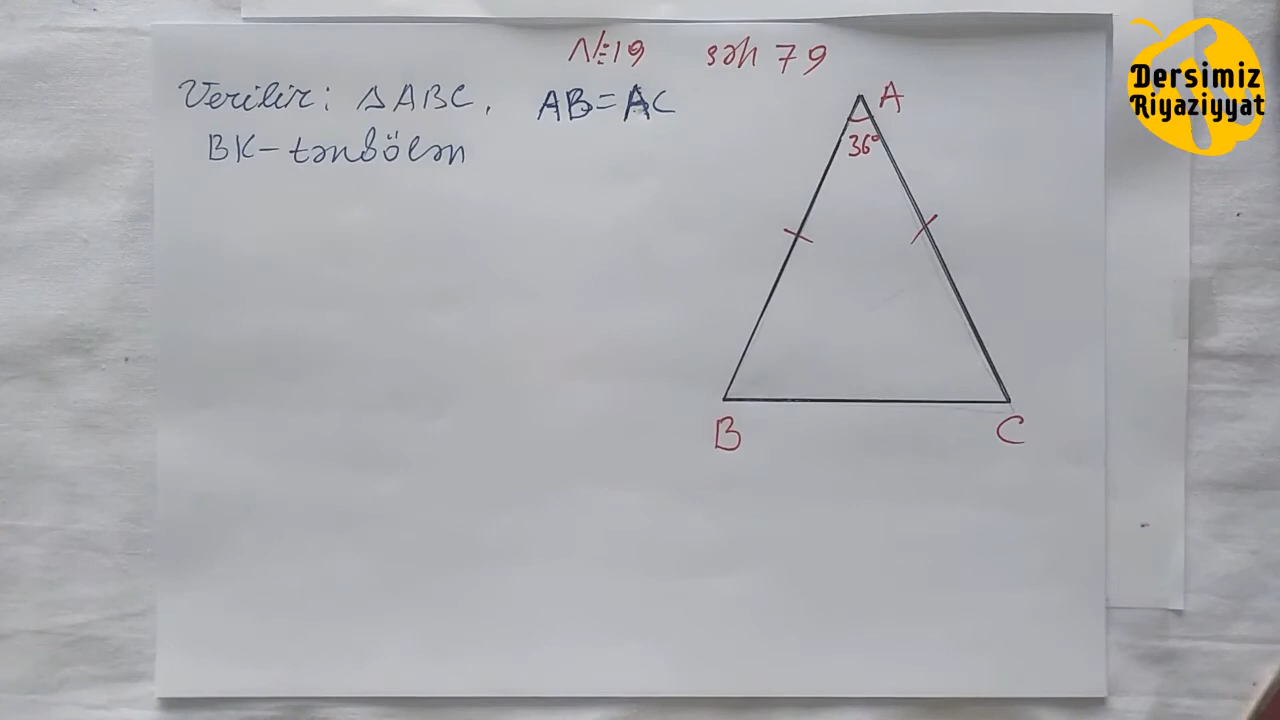 №19 səh 79
Verilir: △ABC, AB=AC
BK-tənbölən
A
36°
B
C
Dersimiz
Riyaziyyat